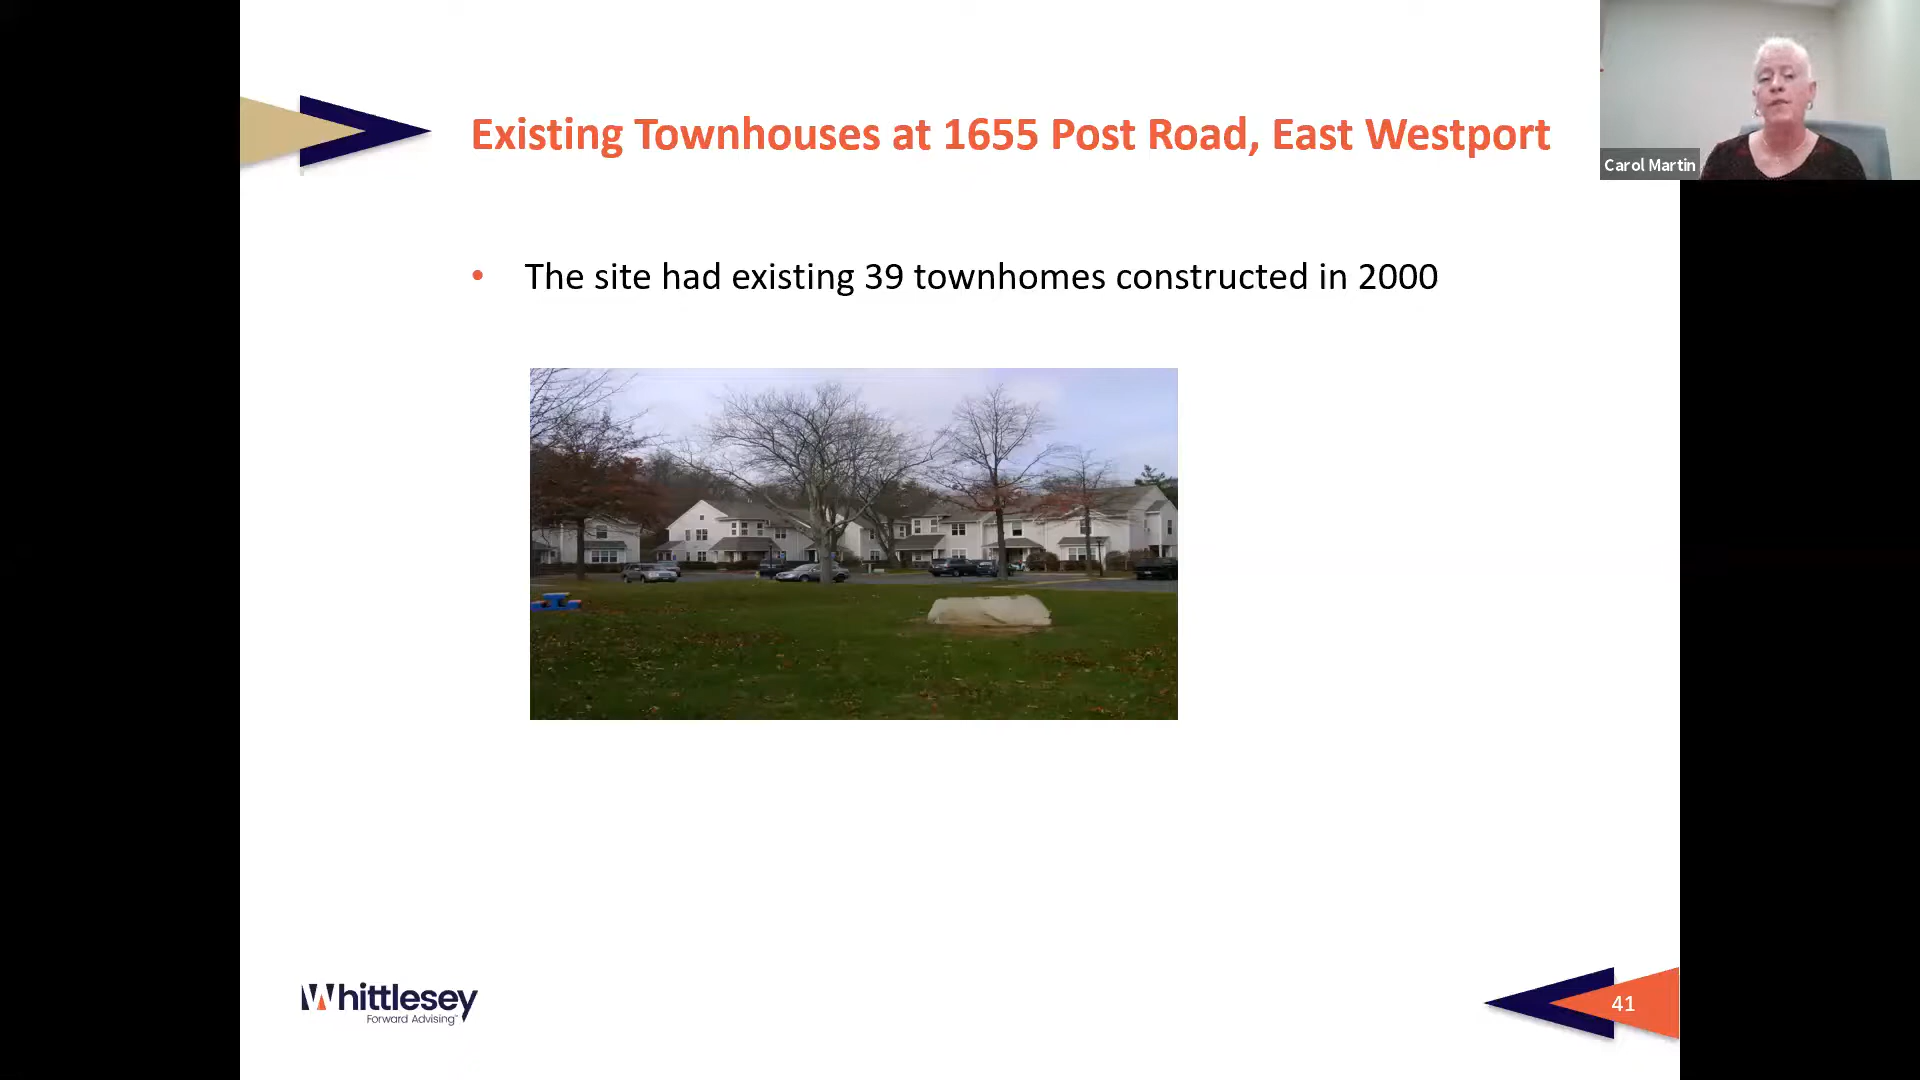 Existing Townhouses at 1655 Post Road, East Westport
Carol Martin
• The site had existing 39 townhomes constructed in 2000
Whittlesey
Forward Advising™
41